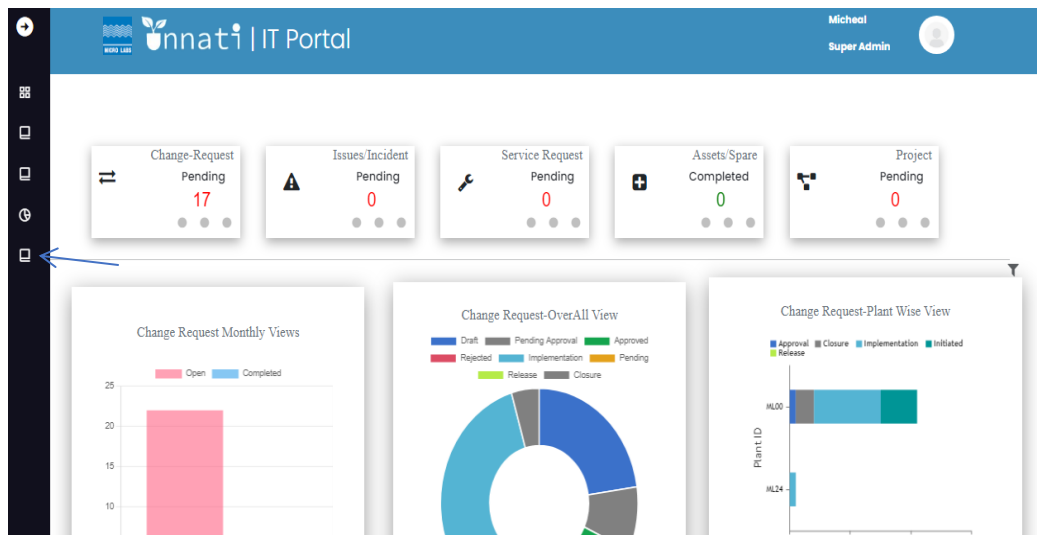 Micheal
Super Admin
MICRO LABS
Unnati | IT Portal
Change-Request
Pending
17
Issues/Incident
Pending
0
Service Request
Pending
0
Assets/Spare
Completed
0
Project
Pending
0
Change Request Monthly Views
Open Completed
25
20
15
10
Change Request-OverAll View
Draft Pending Approval Approved
Rejected Implementation Pending
Release Closure
Change Request-Plant Wise View
Approval Closure Implementation Initiated
Release
Plant ID
ML00
ML24